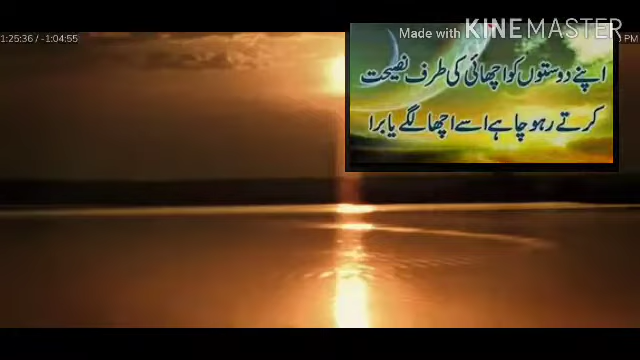 1:25:36 / -1:04:55
Made with KINEMASTER
PM
اپنے دوستوں کو اچھائی کی طرف نصیحت
کرتے رہو چاہے اسے اچھا لگے یا برا